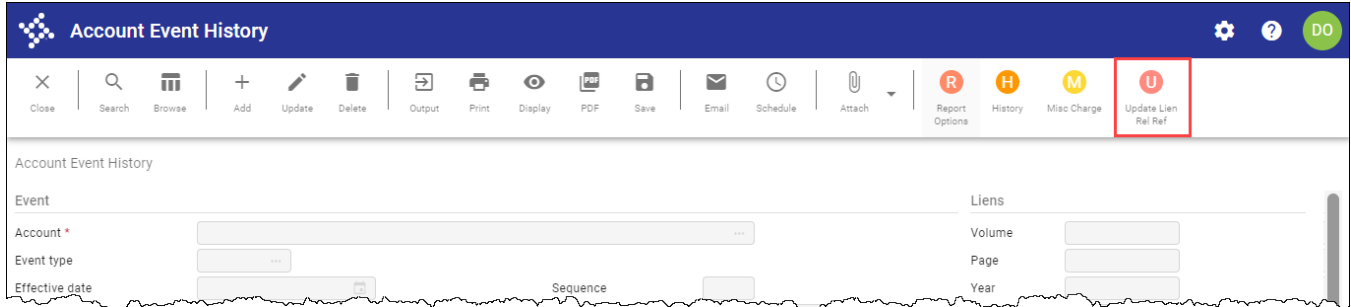 Account Event History
DO
Close Search Browse Add Update Delete Output Print Display PDF Save Email Schedule Attach Report Options History Misc Charge Update Lien Rel Ref
PDF R H M U
Account Event History
Event Liens
Account * Volume
Event type Page
Effective date Sequence Year